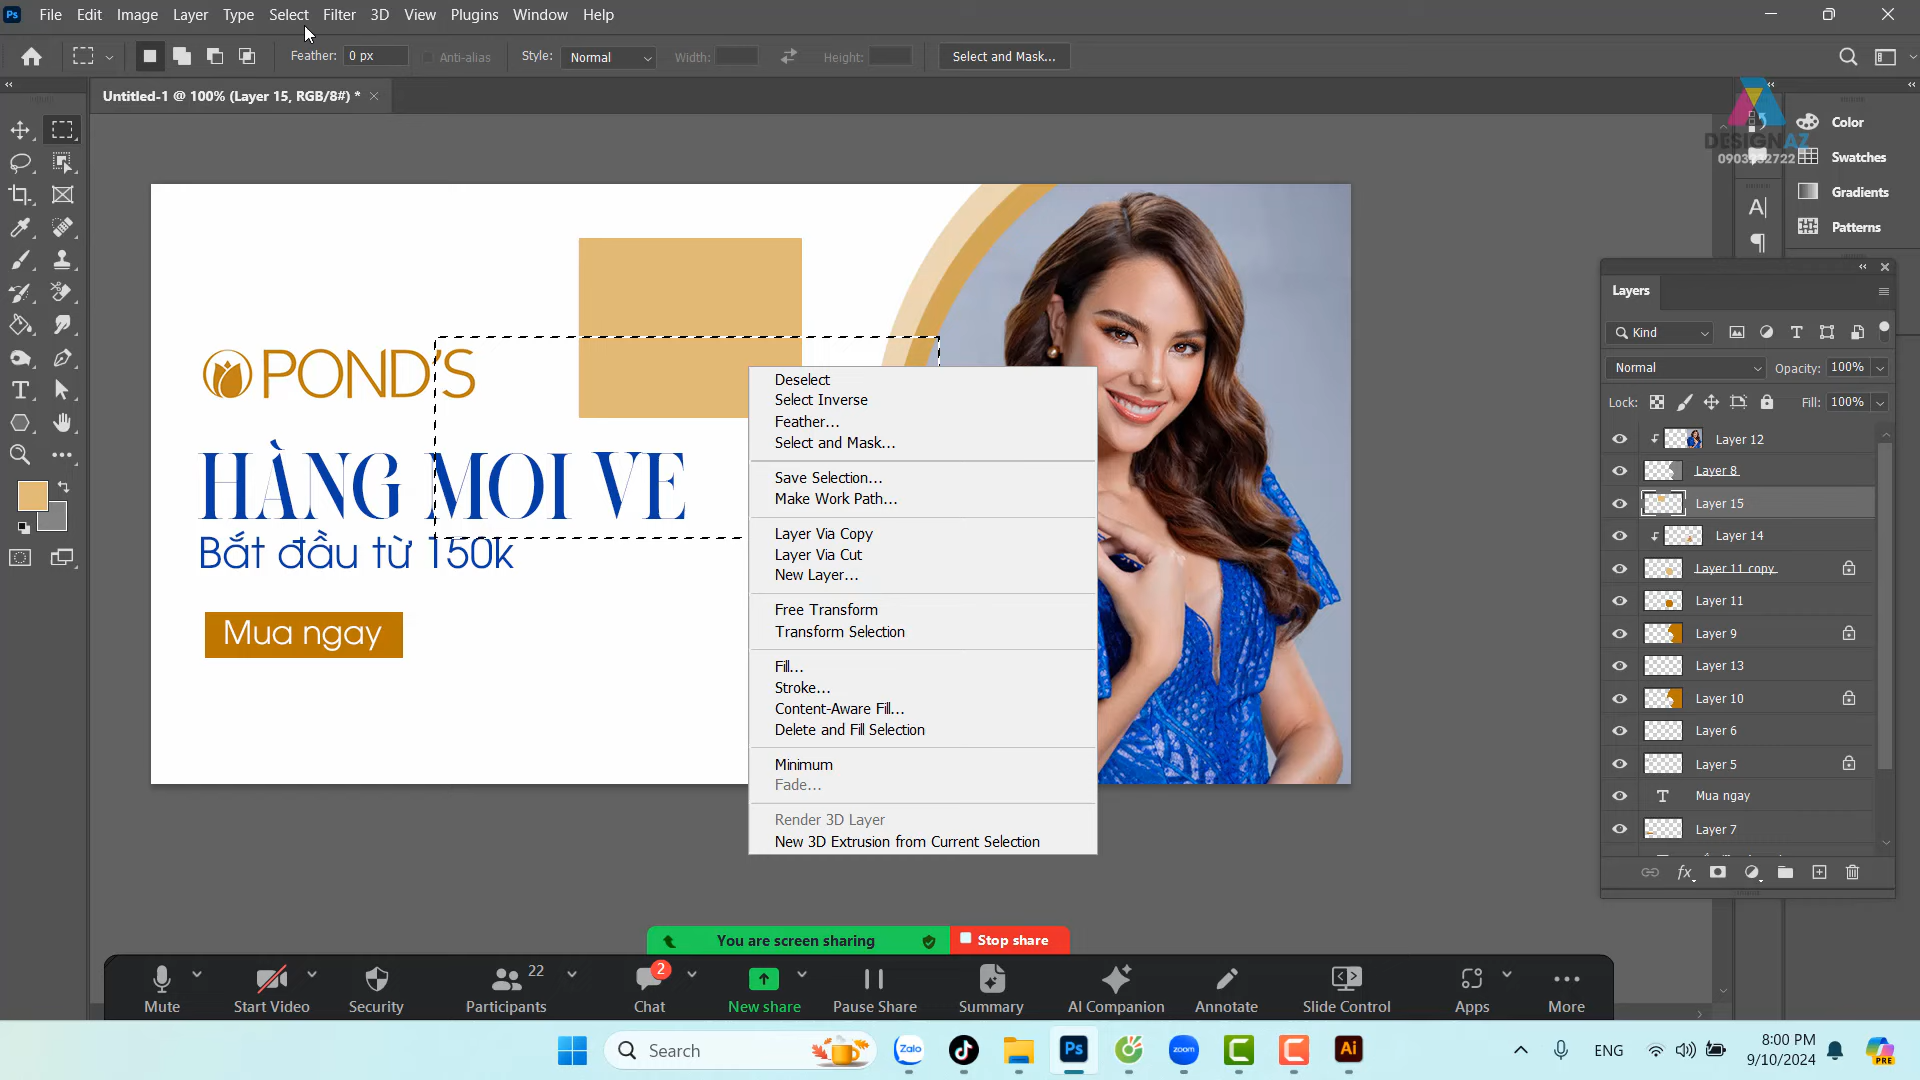 File Edit Image Layer Type Select Filter 3D View Plugins Window Help
Feather: 0 px Anti-alias Style: Normal Width: Height: Select and Mask...
Untitled-1 @ 100% (Layer 15, RGB/8#) *
DESIGN AZ
Color
Swatches
Gradients
Patterns
POND'S
HÀNG MOI VE
Bắt đầu từ 150k
Mua ngay
Deselect
Select Inverse
Feather...
Select and Mask...
Save Selection...
Make Work Path...
Layer Via Copy
Layer Via Cut
New Layer...
Free Transform
Transform Selection
Fill...
Stroke...
Content-Aware Fill...
Delete and Fill Selection
Minimum
Fade...
Render 3D Layer
New 3D Extrusion from Current Selection
Layers
Kind
Normal Opacity: 100%
Lock: Fill: 100%
Layer 12
Layer 8
Layer 15
Layer 14
Layer 11 copy
Layer 11
Layer 9
Layer 13
Layer 10
Layer 6
Layer 5
Mua ngay
Layer 7
You are screen sharing Stop share
22 2
Mute Start Video Security Participants Chat New share Pause Share Summary AI Companion Annotate Slide Control Apps More
Search Zalo Ps zoom Ai ENG 8:00 PM
9/10/2024 PRE